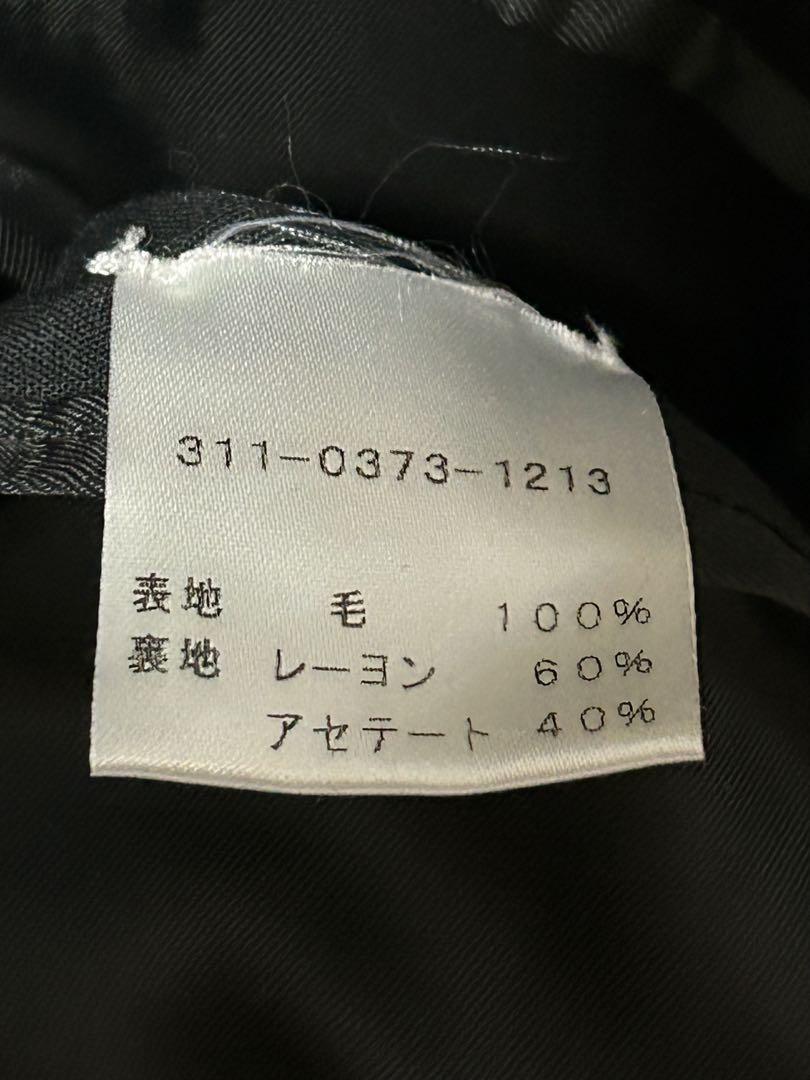 311-0373-1213
表地 毛 100%
裏地 レーヨン 60%
アセテート 40%